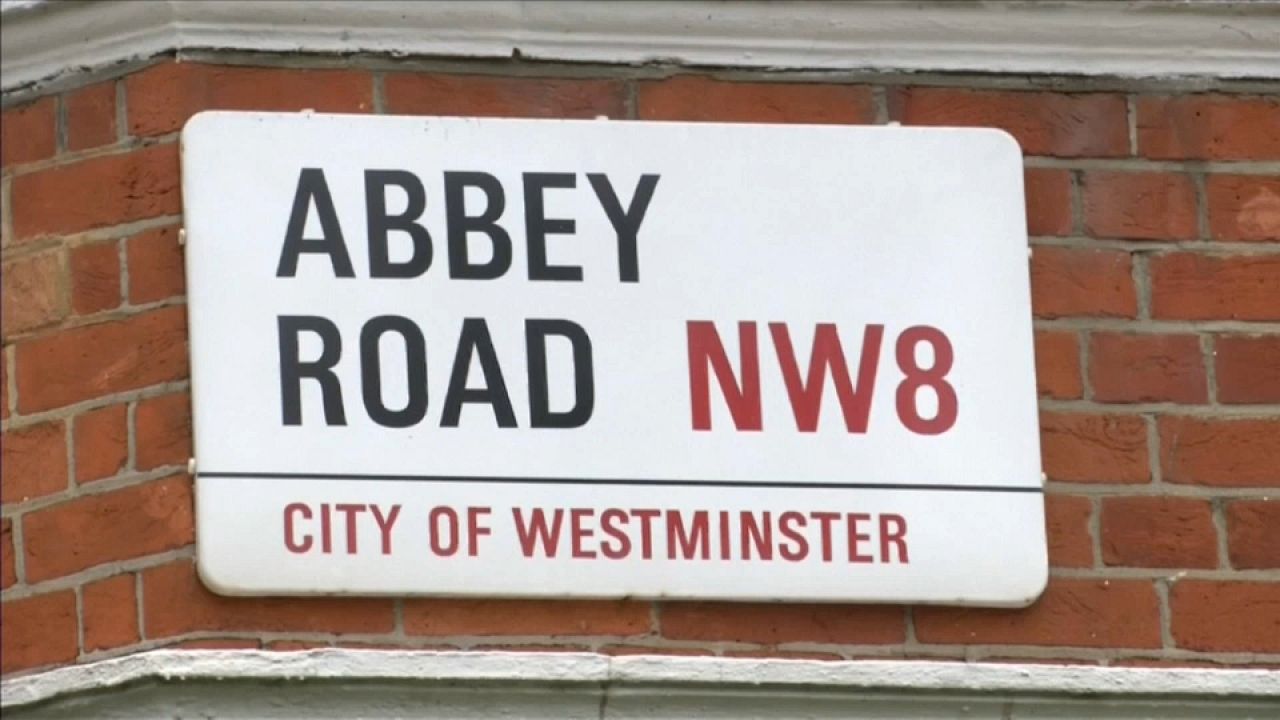 ABBEY
ROAD NW8
CITY OF WESTMINSTER